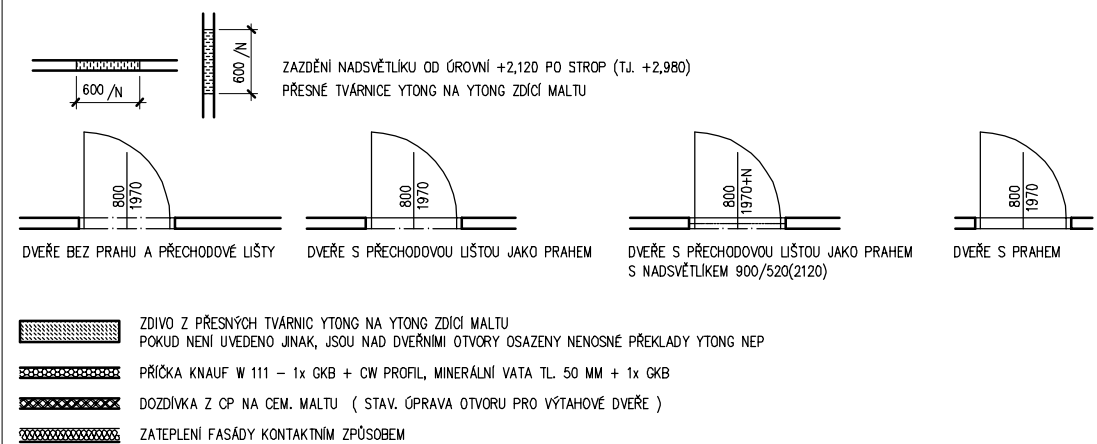 600 /N
600 /N
ZAZDĚNÍ NADSVĚTLÍKU OD ÚROVNÍ +2,120 PO STROP (TJ. +2,980)
PŘESNÉ TVÁRNICE YTONG NA YTONG ZDÍCÍ MALTU
800
1970
800
1970
800
1970+N
800
1970
DVEŘE BEZ PRAHU A PŘECHODOVÉ LIŠTY
DVEŘE S PŘECHODOVOU LIŠTOU JAKO PRAHEM
DVEŘE S PŘECHODOVOU LIŠTOU JAKO PRAHEM
S NADSVĚTLÍKEM 900/520(2120)
DVEŘE S PRAHEM
ZDIVO Z PŘESNÝCH TVÁRNIC YTONG NA YTONG ZDÍCÍ MALTU
POKUD NENÍ UVEDENO JINAK, JSOU NAD DVEŘNÍMI OTVORY OSAZENY NENOSNÉ PŘEKLADY YTONG NEP
PŘÍČKA KNAUF W 111 – 1x GKB + CW PROFIL, MINERÁLNÍ VATA TL. 50 MM + 1x GKB
DOZDÍVKA Z CP NA CEM. MALTU ( STAV. ÚPRAVA OTVORU PRO VÝTAHOVÉ DVEŘE )
ZATEPLENÍ FASÁDY KONTAKTNÍM ZPŮSOBEM